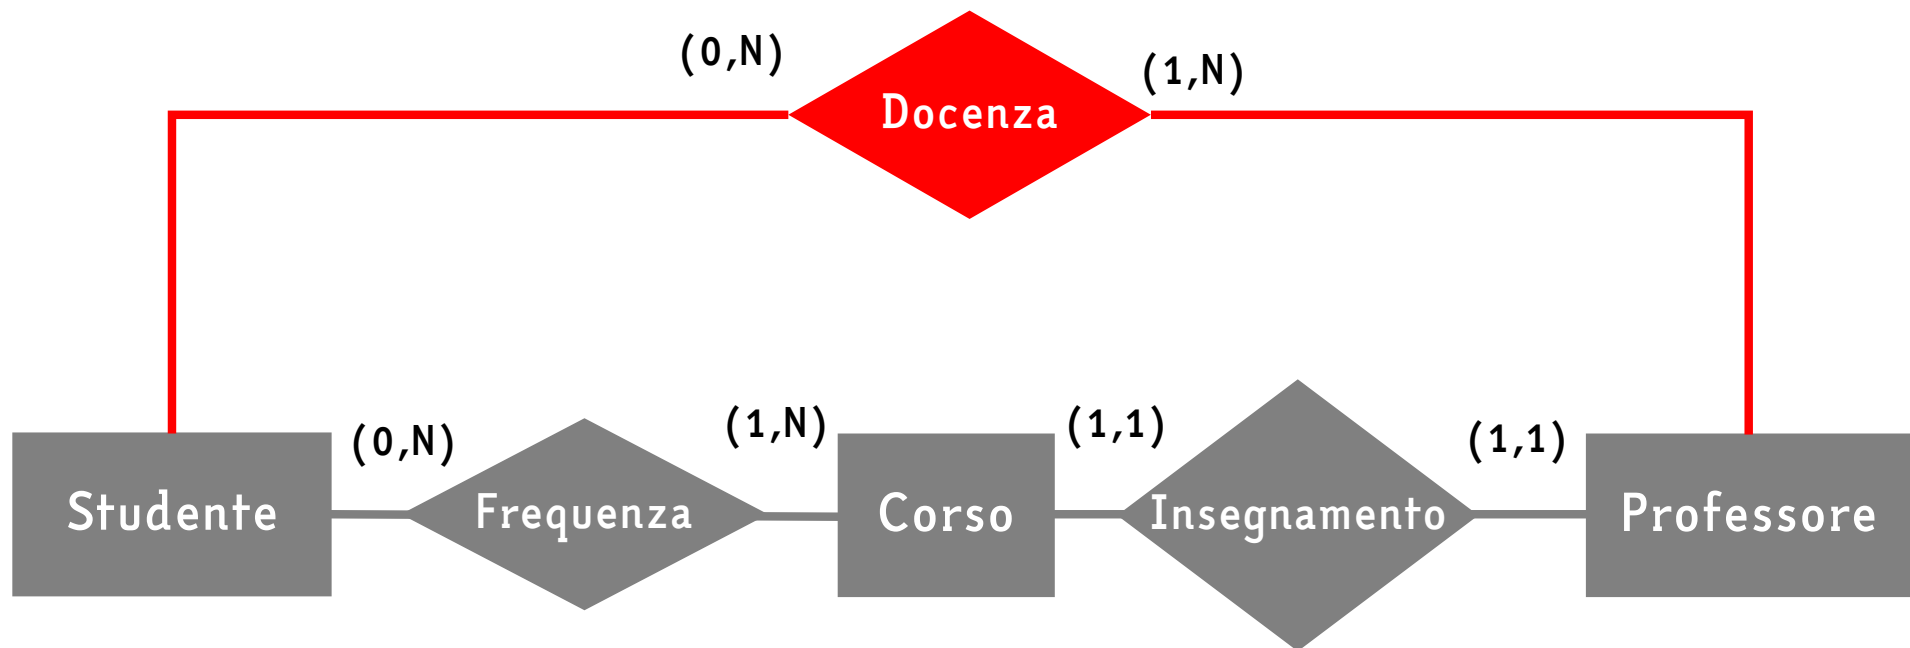 (0,N)
Docenza
(1,N)
(0,N)
(1,N)
(1,1)
(1,1)
Studente
Frequenza
Corso
Insegnamento
Professore